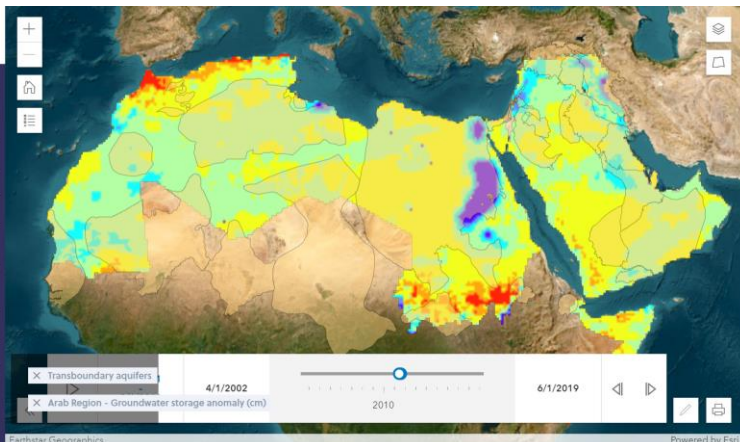 Transboundary aquifers
4/1/2002
6/1/2019
Arab Region - Groundwater storage anomaly (cm)
2010
Earthstar Geographics
Powered by Esri